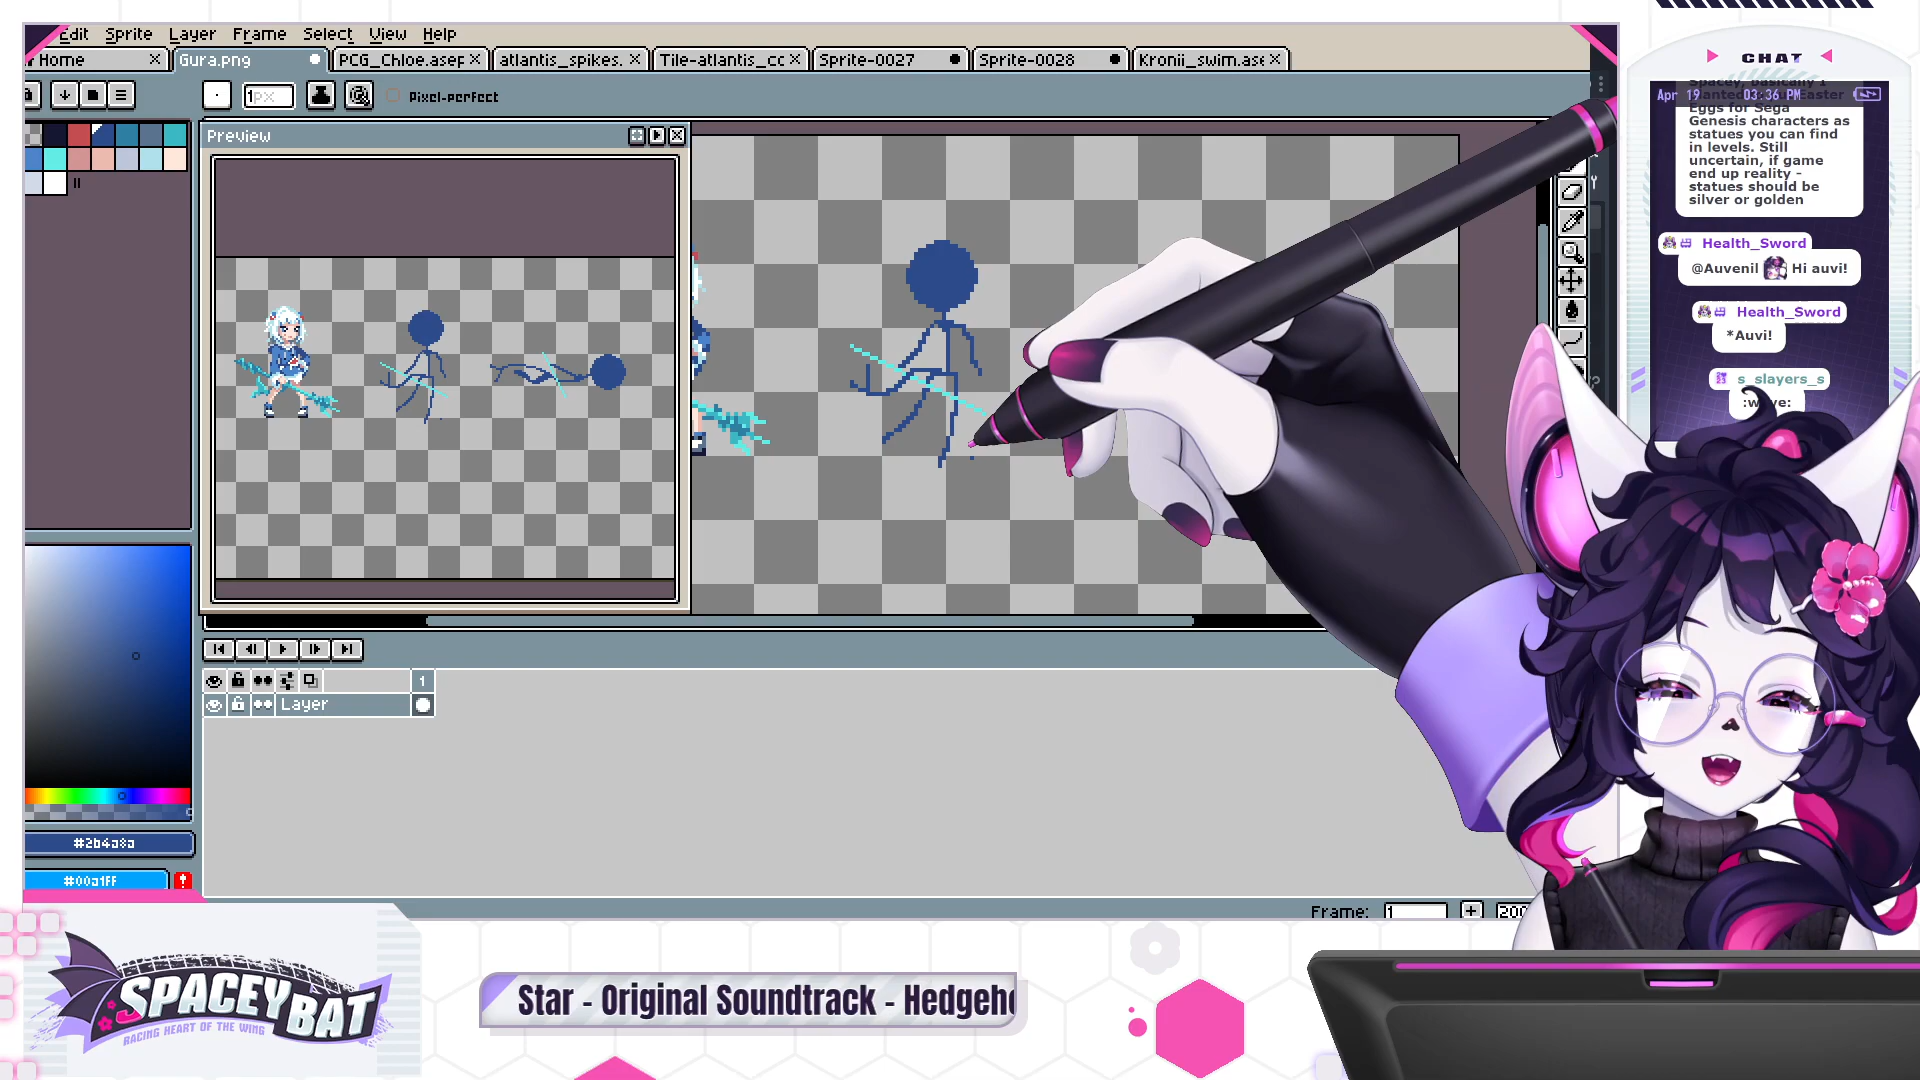 Edit Sprite Layer Frame Select View Help
Home Gura.png PCG_Chloe.asep atlantis_spikes. Tile-atlantis_cc Sprite-0027 Sprite-0028 Kronii_swim.ase
1px Pixel-perfect
Preview
1
Layer
#2b4a8a
#00a1FF
Frame: 1 200
CHAT
Apr 19 03:36 PM
Eggs for Sega
Genesis characters as
statues you can find
in levels. Still
uncertain, if game
end up reality -
statues should be
silver or golden
Health_Sword
@Auvenil Hi auvi!
Health_Sword
*Auvi!
s_slayers_s
SPACEYBAT
RACING HEART OF THE WING
Star - Original Soundtrack - Hedgeho